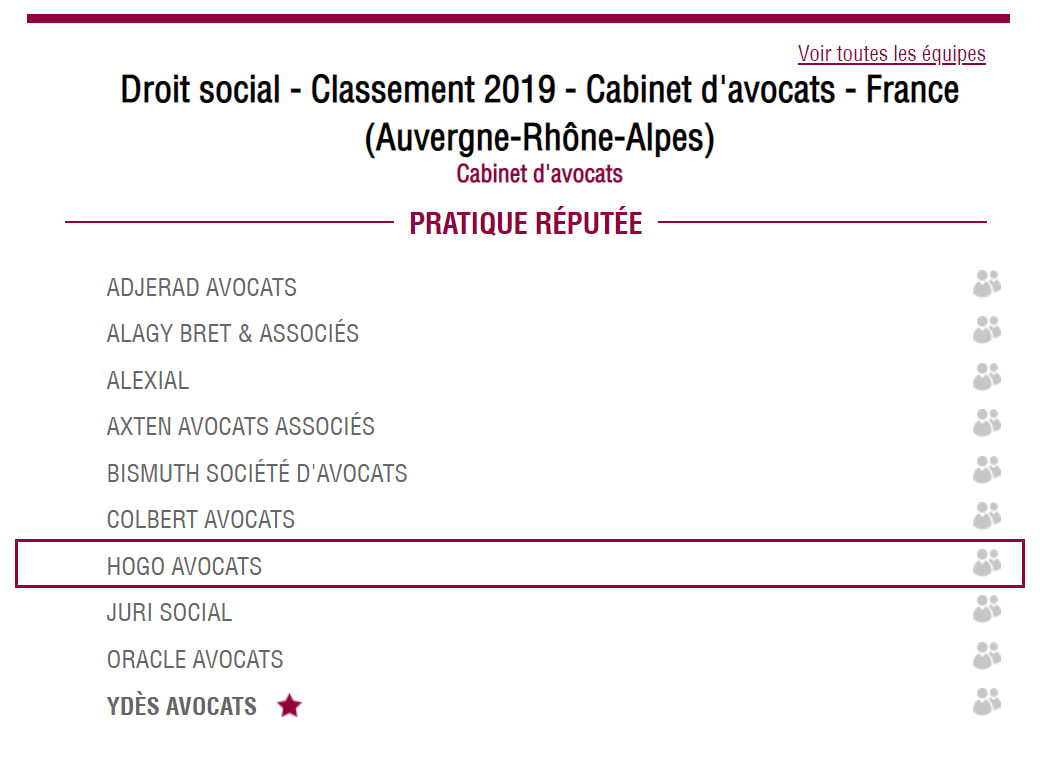 Voir toutes les équipes
Droit social - Classement 2019 - Cabinet d'avocats - France
(Auvergne-Rhône-Alpes)
Cabinet d'avocats
PRATIQUE RÉPUTÉE
ADJERAD AVOCATS
ALAGY BRET & ASSOCIÉS
ALEXIAL
AXTEN AVOCATS ASSOCIÉS
BISMUTH SOCIÉTÉ D'AVOCATS
COLBERT AVOCATS
HOGO AVOCATS
JURI SOCIAL
ORACLE AVOCATS
YDÈS AVOCATS